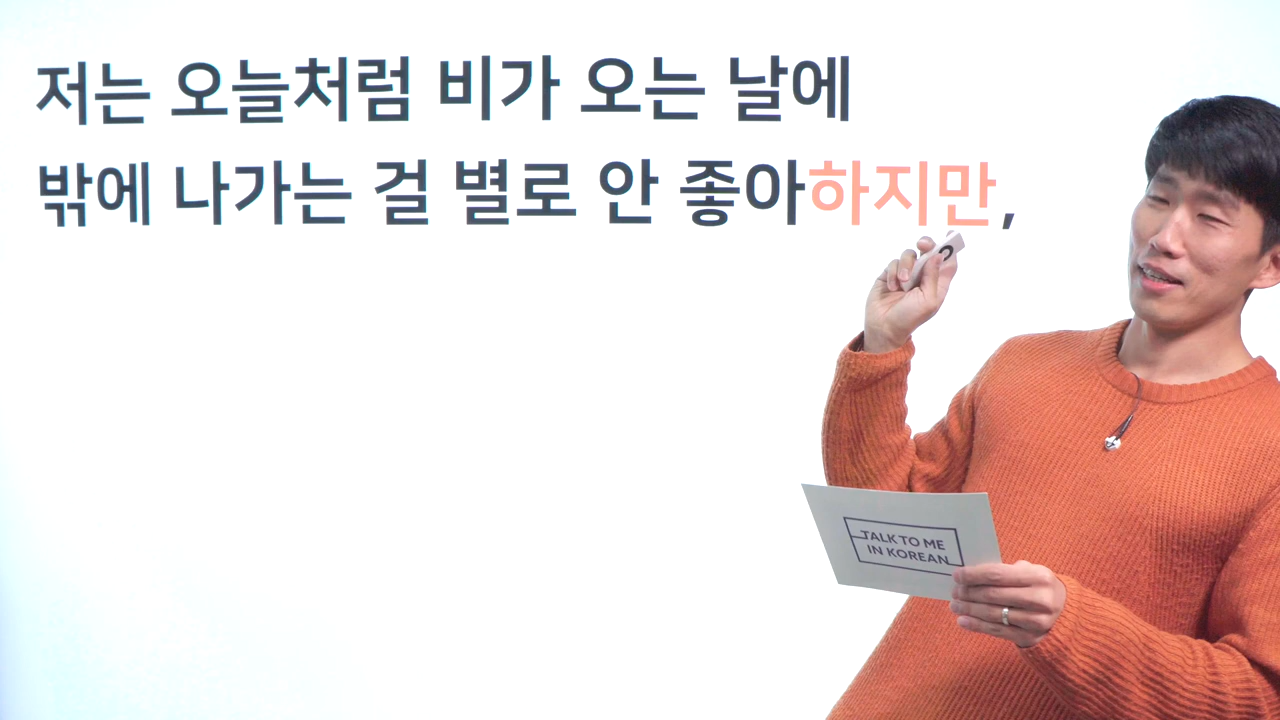 저는 오늘처럼 비가 오는 날에
밖에 나가는 걸 별로 안 좋아하지만,
TALK TO ME
IN KOREAN